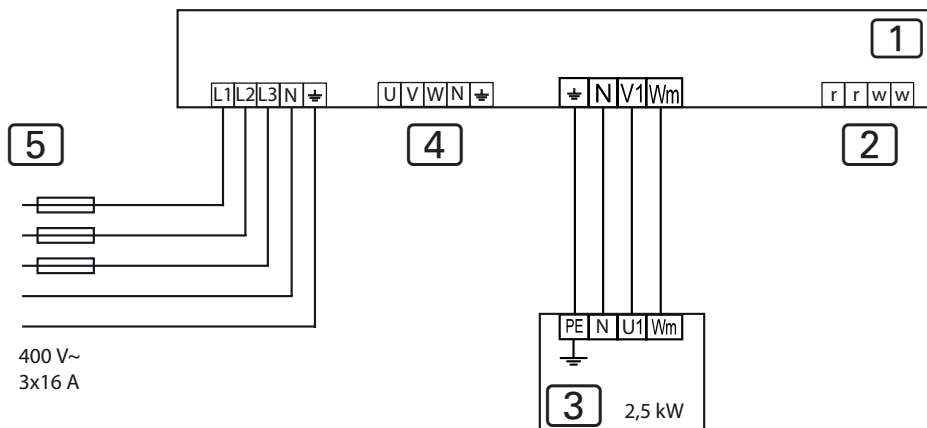 1
L1 L2 L3 N ⏚
U V W N ⏚
⏚ N V1 Wm
r r w w
5
4
2
PE N U1 Wm
400 V~
3x16 A
3
2,5 kW